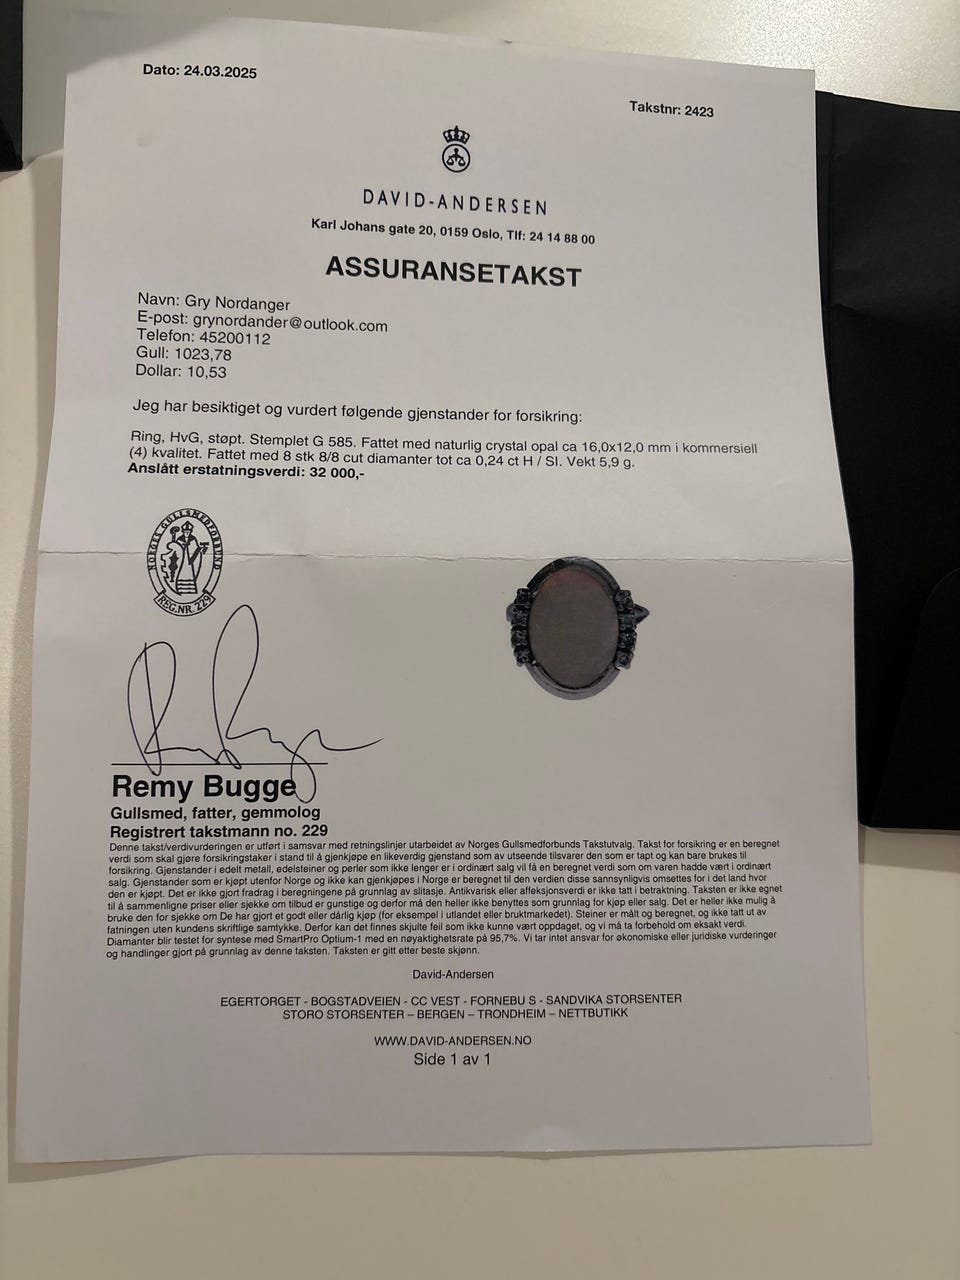 Dato: 24.03.2025
Takstnr: 2423
DAVID-ANDERSEN
Karl Johans gate 20, 0159 Oslo, Tlf: 24 14 88 00
ASSURANSETAKST
Navn: Gry Nordanger
E-post: grynordander@outlook.com
Telefon: 45200112
Gull: 1023,78
Dollar: 10,53
Jeg har besiktiget og vurdert følgende gjenstander for forsikring:
Ring, HvG, støpt. Stemplet G 585. Fattet med naturlig crystal opal ca 16,0x12,0 mm i kommersiell
(4) kvalitet. Fattet med 8 stk 8/8 cut diamanter tot ca 0,24 ct H / SI. Vekt 5,9 g.
Anslått erstatningsverdi: 32 000,-
NORGES GULLSMEDFORBUND
REG.NR. 229
Remy Bugge
Gullsmed, fatter, gemmolog
Registrert takstmann no. 229
Denne takst/verdivurderingen er utført i samsvar med retningslinjer utarbeidet av Norges Gullsmedforbunds Takstutvalg. Takst for forsikring er en beregnet
verdi som skal gjøre forsikringstaker i stand til å gjenkjøpe en likeverdig gjenstand som av utseende tilsvarer den som er tapt og kan bare brukes til
forsikring. Gjenstander i edelt metall, edelsteiner og perler som ikke lenger er i ordinært salg vil få en beregnet verdi som om varen hadde vært i ordinært
salg. Gjenstander som er kjøpt utenfor Norge og ikke kan gjenkjøpes i Norge er beregnet til den verdien disse sannsynligvis omsettes for i det land hvor
den er kjøpt. Det er ikke gjort fradrag i beregningene på grunnlag av slitasje. Antikvarisk eller affeksjonsverdi er ikke tatt i betraktning. Taksten er ikke egnet
til å sammenligne priser eller sjekke om tilbud er gunstige og derfor må den heller ikke benyttes som grunnlag for kjøp eller salg. Det er heller ikke mulig å
bruke den for sjekke om De har gjort et godt eller dårlig kjøp (for eksempel i utlandet eller bruktmarkedet). Steiner er målt og beregnet, og ikke tatt ut av
fatningen uten kundens skriftlige samtykke. Derfor kan det finnes skjulte feil som ikke kunne vært oppdaget, og vi må ta forbehold om eksakt verdi.
Diamanter blir testet for syntese med SmartPro Optium-1 med en nøyaktighetsrate på 95,7%. Vi tar intet ansvar for økonomiske eller juridiske vurderinger
og handlinger gjort på grunnlag av denne taksten. Taksten er gitt etter beste skjønn.
David-Andersen
EGERTORGET - BOGSTADVEIEN - CC VEST - FORNEBU S - SANDVIKA STORSENTER
STORO STORSENTER – BERGEN – TRONDHEIM – NETTBUTIKK
WWW.DAVID-ANDERSEN.NO
Side 1 av 1